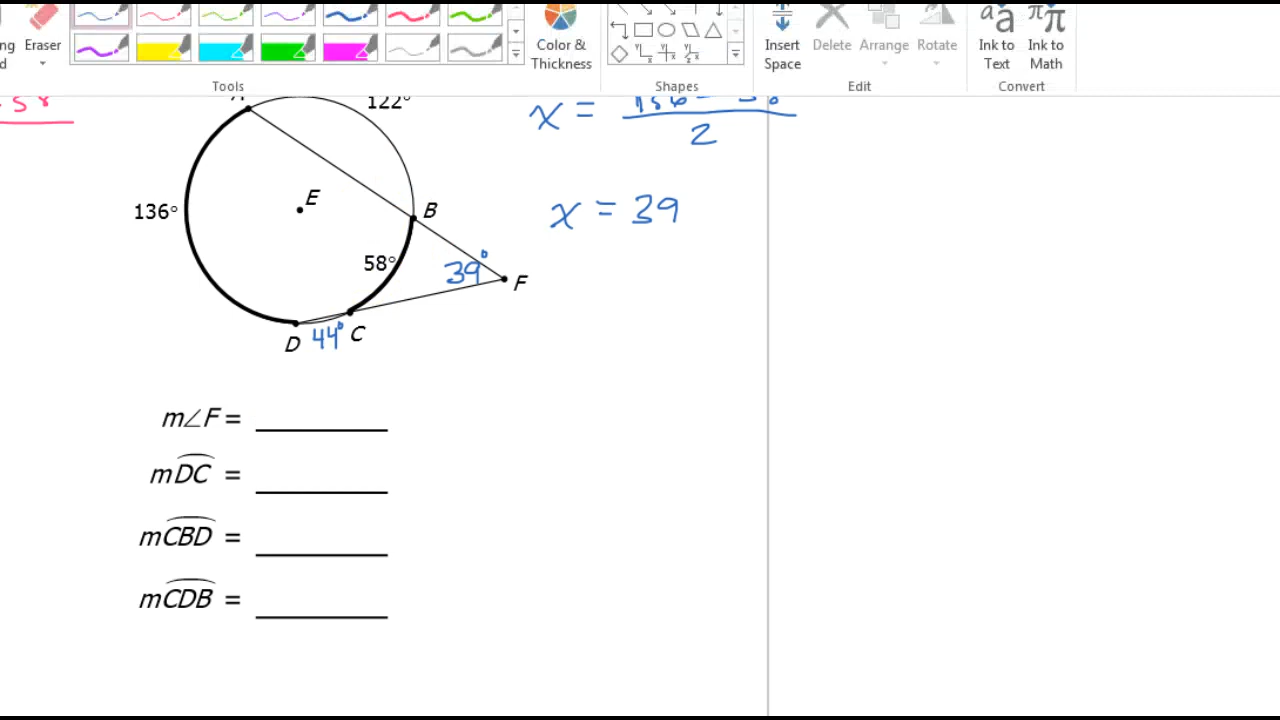 Eraser
Color &
Thickness
Insert
Space
Delete
Arrange
Rotate
Ink to
Text
Ink to
Math
Tools
Shapes
Edit
Convert
122°
x =
2
136°
E
B
x = 39
58°
39°
F
D
44°
C
m∠F =
mDC =
mCBD =
mCDB =